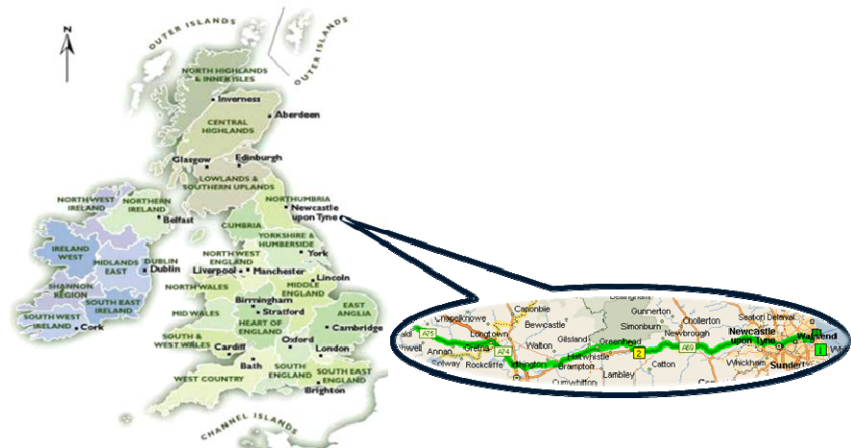 N
OUTER ISLANDS
OUTER ISLANDS
NORTH HIGHLANDS
& INNER ISLES
Inverness
Aberdeen
CENTRAL
HIGHLANDS
Glasgow
Edinburgh
LOWLANDS &
SOUTHERN UPLANDS
NORTHWEST
IRELAND
NORTHERN
IRELAND
Belfast
NORTHUMBRIA
Newcastle
upon Tyne
CUMBRIA
YORKSHIRE &
HUMBERSIDE
York
IRELAND
WEST
MIDLANDS
EAST
DUBLIN
Dublin
NORTHWEST
ENGLAND
Liverpool
Manchester
Lincoln
SHANNON
REGION
SOUTH EAST
IRELAND
SOUTH WEST
IRELAND
Cork
NORTH WALES
MIDDLE
ENGLAND
Birmingham
Stratford
MID WALES
HEART OF
ENGLAND
EAST
ANGLIA
Cambridge
SOUTH &
WEST WALES
Cardiff
Oxford
London
Bath
WEST COUNTRY
SOUTH
ENGLAND
SOUTH EAST
ENGLAND
Brighton
CHANNEL ISLANDS
Canonbie
Bewcastle
Gunnerton
Simonburn
Chollerton
Seaton Delaval
Chapelknowe
Longtown
A75
Annan
Gretna
A74
Rockcliffe
Walton
Gilsland
Greenhead
Haltwhistle
Brampton
Newbrough
2
A69
Catton
Lambley
Cumwhitton
Newcastle
upon Tyne
Wallsend
1
Whickham
Sunderl